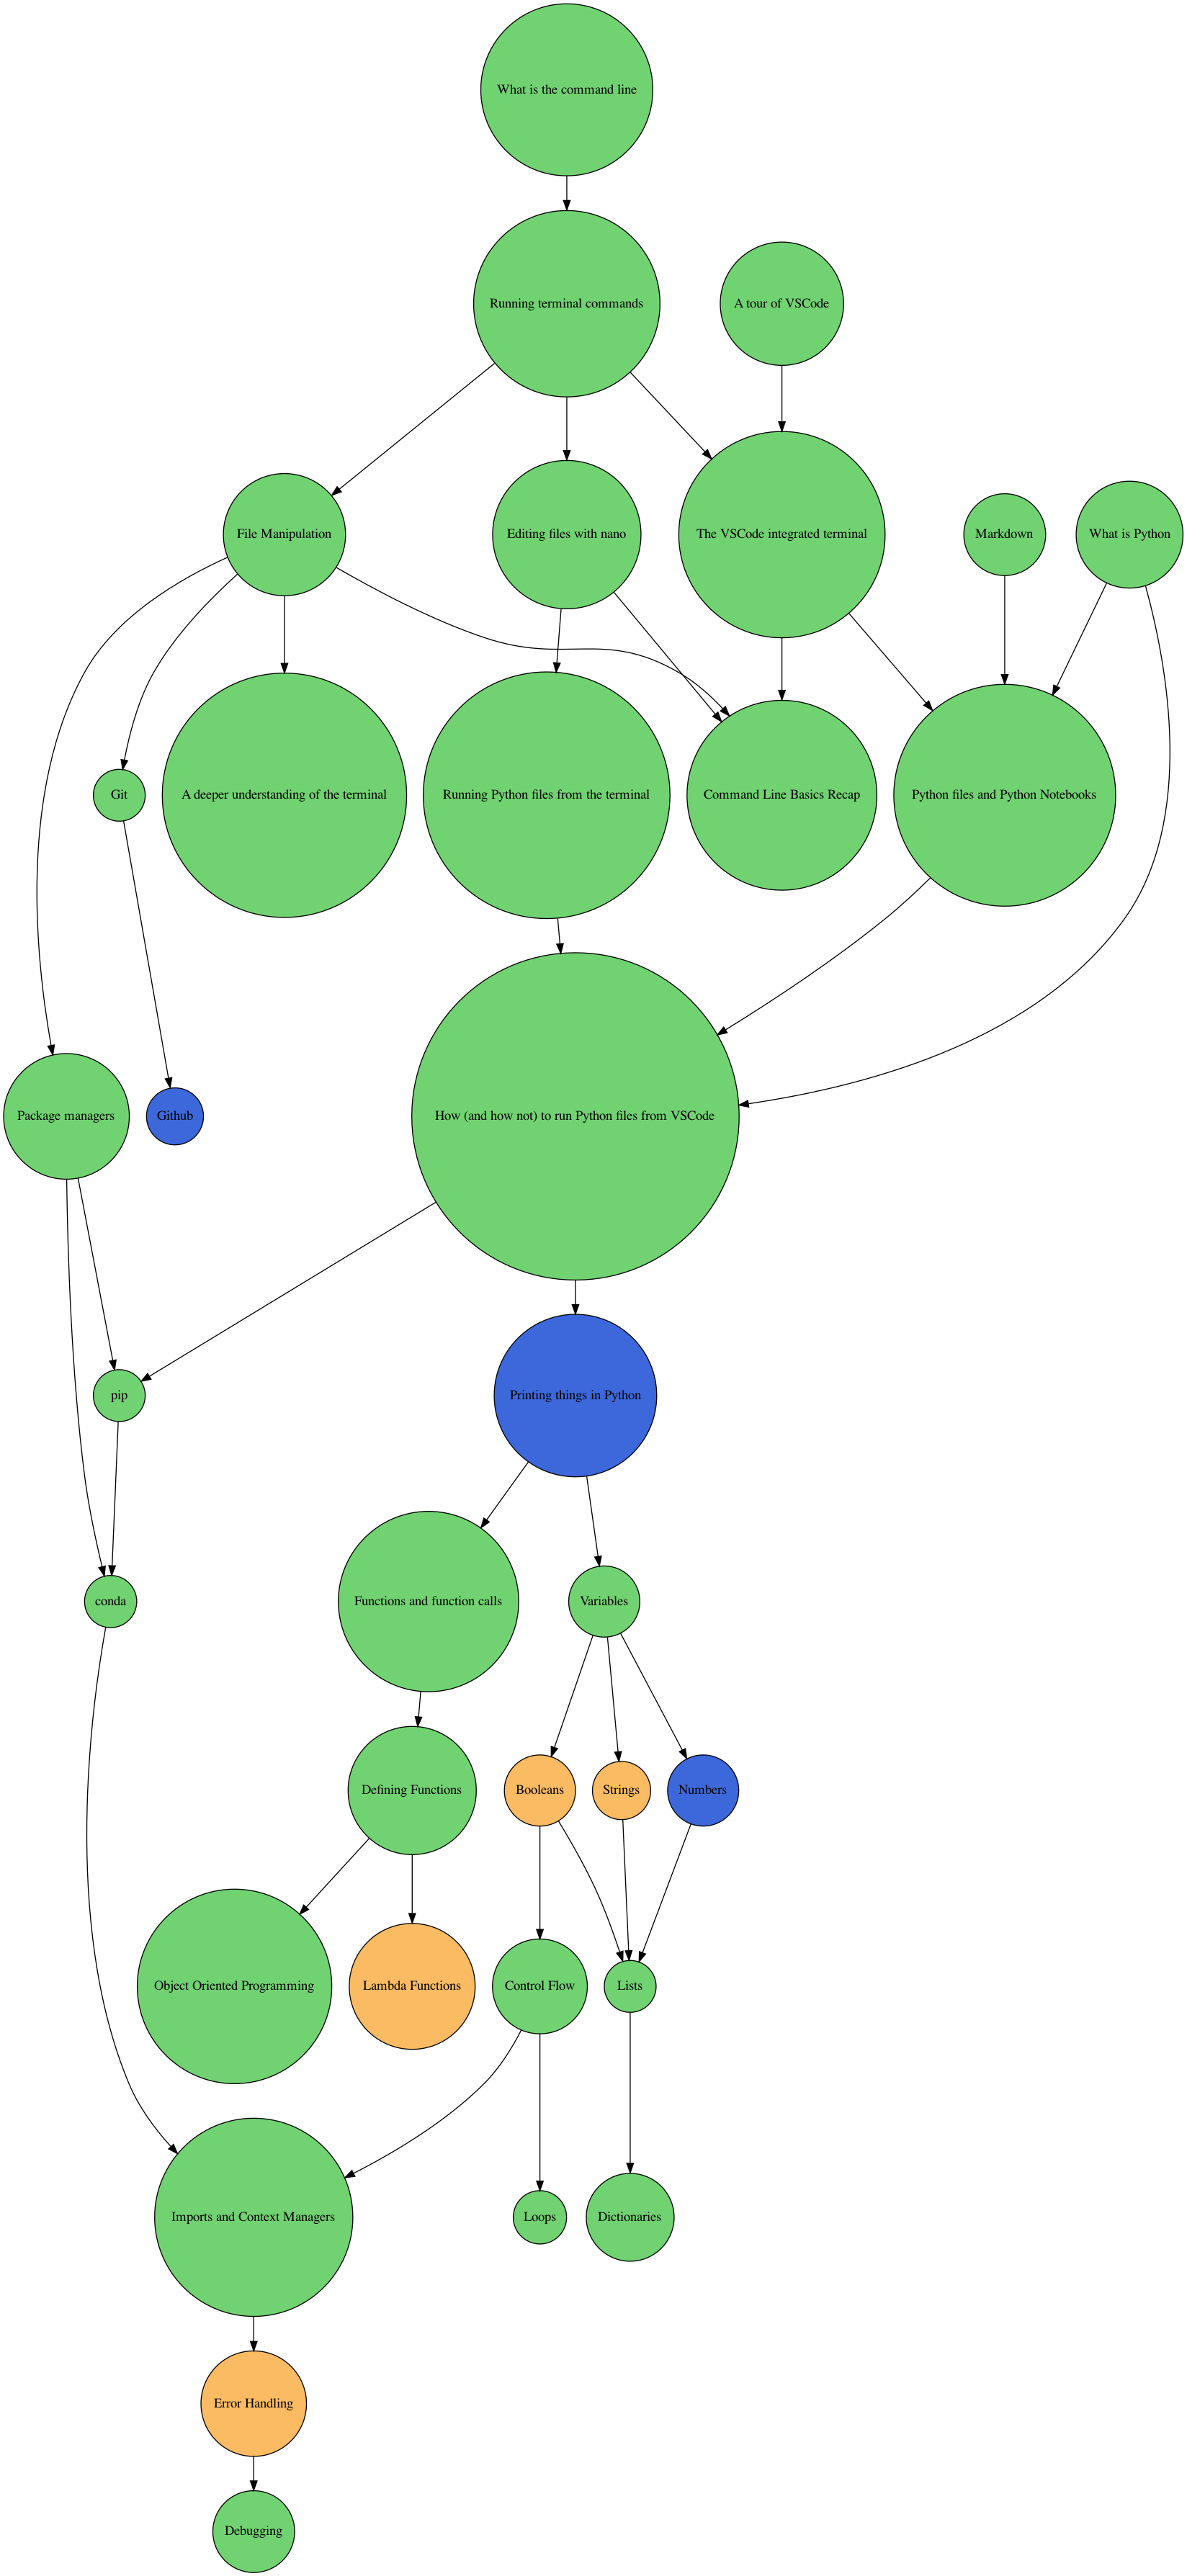 What is the command line
Running terminal commands
A tour of VSCode
File Manipulation
Editing files with nano
The VSCode integrated terminal
Markdown
What is Python
Git
A deeper understanding of the terminal
Running Python files from the terminal
Command Line Basics Recap
Python files and Python Notebooks
Package managers
Github
How (and how not) to run Python files from VSCode
pip
Printing things in Python
conda
Functions and function calls
Variables
Defining Functions
Booleans
Strings
Numbers
Object Oriented Programming
Lambda Functions
Control Flow
Lists
Imports and Context Managers
Loops
Dictionaries
Error Handling
Debugging